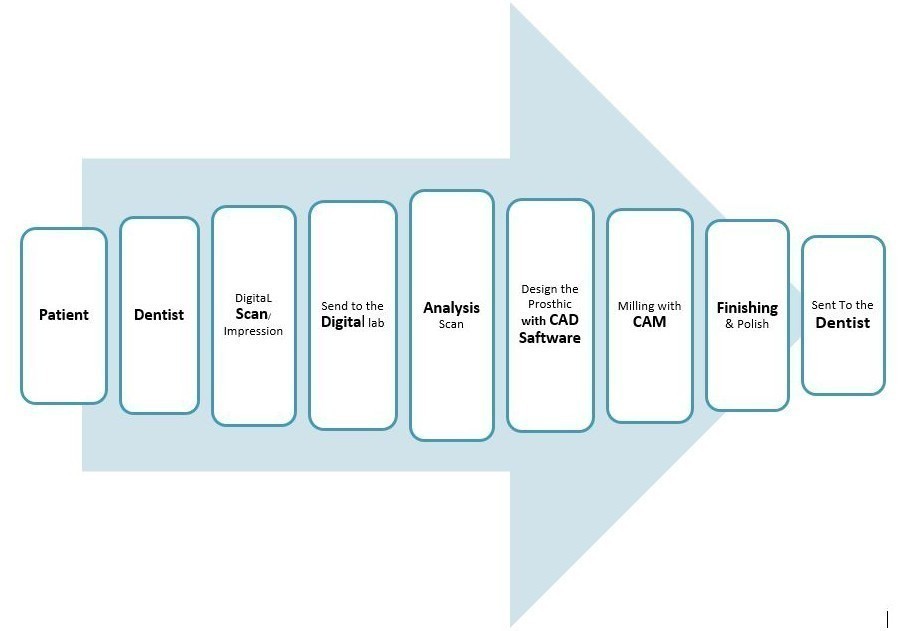 Patient
Dentist
DigitaL
Scan/
Impression
Send to the
Digital lab
Analysis
Scan
Design the
Prosthic
with CAD
Saftware
Milling with
CAM
Finishing
& Polish
Sent To the
Dentist